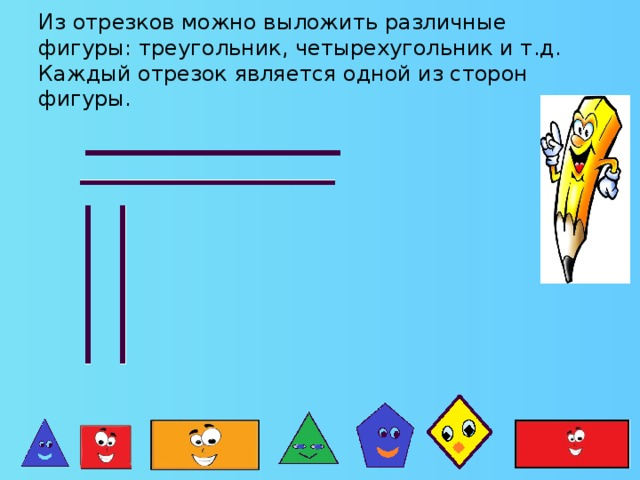 Из отрезков можно выложить различные
фигуры: треугольник, четырехугольник и т.д.
Каждый отрезок является одной из сторон
фигуры.